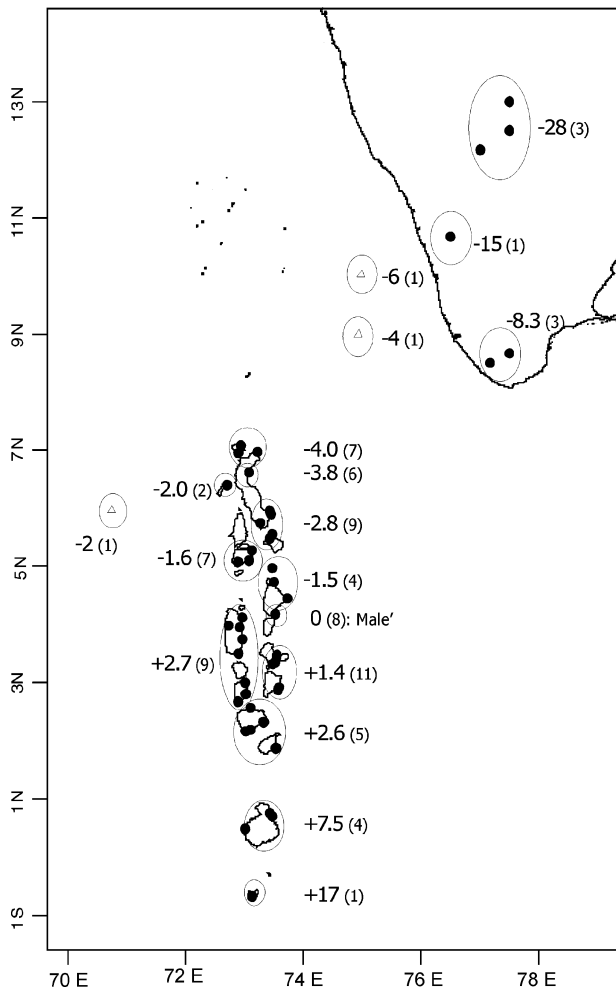 13N
-28 (3)
11N
-15 (1)
-6 (1)
9N
-8.3 (3)
-4 (1)
7N
-4.0 (7)
-3.8 (6)
-2.0 (2)
-2.8 (9)
-2 (1)
5N
-1.6 (7)
-1.5 (4)
0 (8): Male'
3N
+2.7 (9)
+1.4 (11)
+2.6 (5)
1N
+7.5 (4)
+17 (1)
1S
70 E
72 E
74 E
76 E
78 E